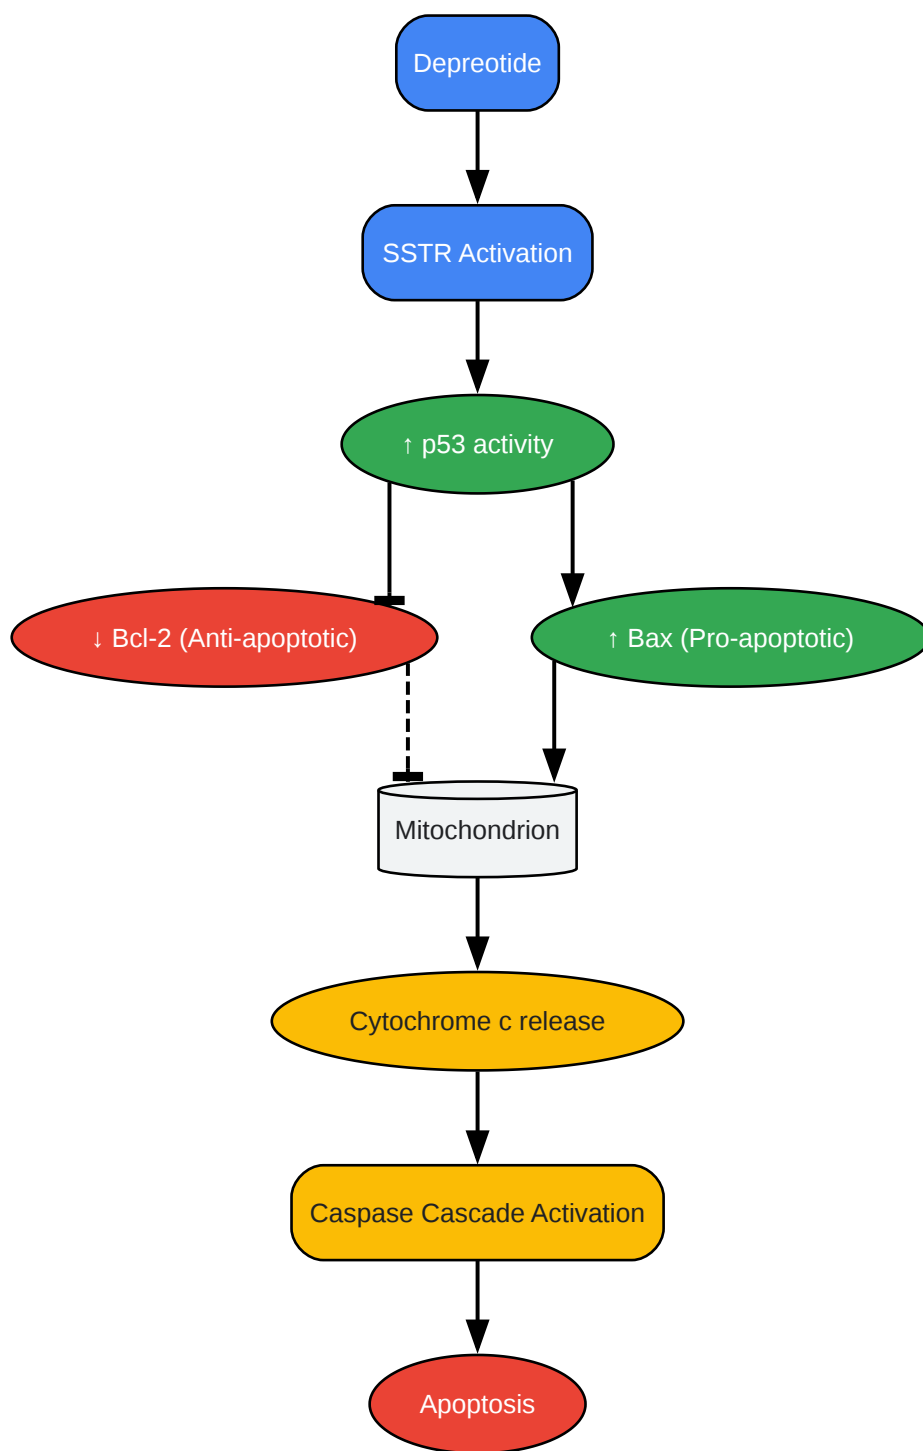 Depreotide
SSTR Activation
↑ p53 activity
↓ Bcl-2 (Anti-apoptotic)
↑ Bax (Pro-apoptotic)
Mitochondrion
Cytochrome c release
Caspase Cascade Activation
Apoptosis